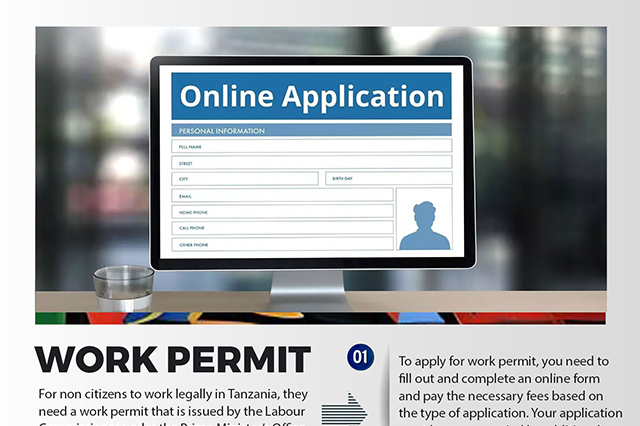 Online Application
PERSONAL INFORMATION
FULL NAME
STREET
CITY
BIRTH DAY
EMAIL
HOME PHONE
CALL PHONE
OTHER PHONE
WORK PERMIT
For non citizens to work legally in Tanzania, they
need a work permit that is issued by the Labour
01
To apply for work permit, you need to
fill out and complete an online form
and pay the necessary fees based on
the type of application. Your application